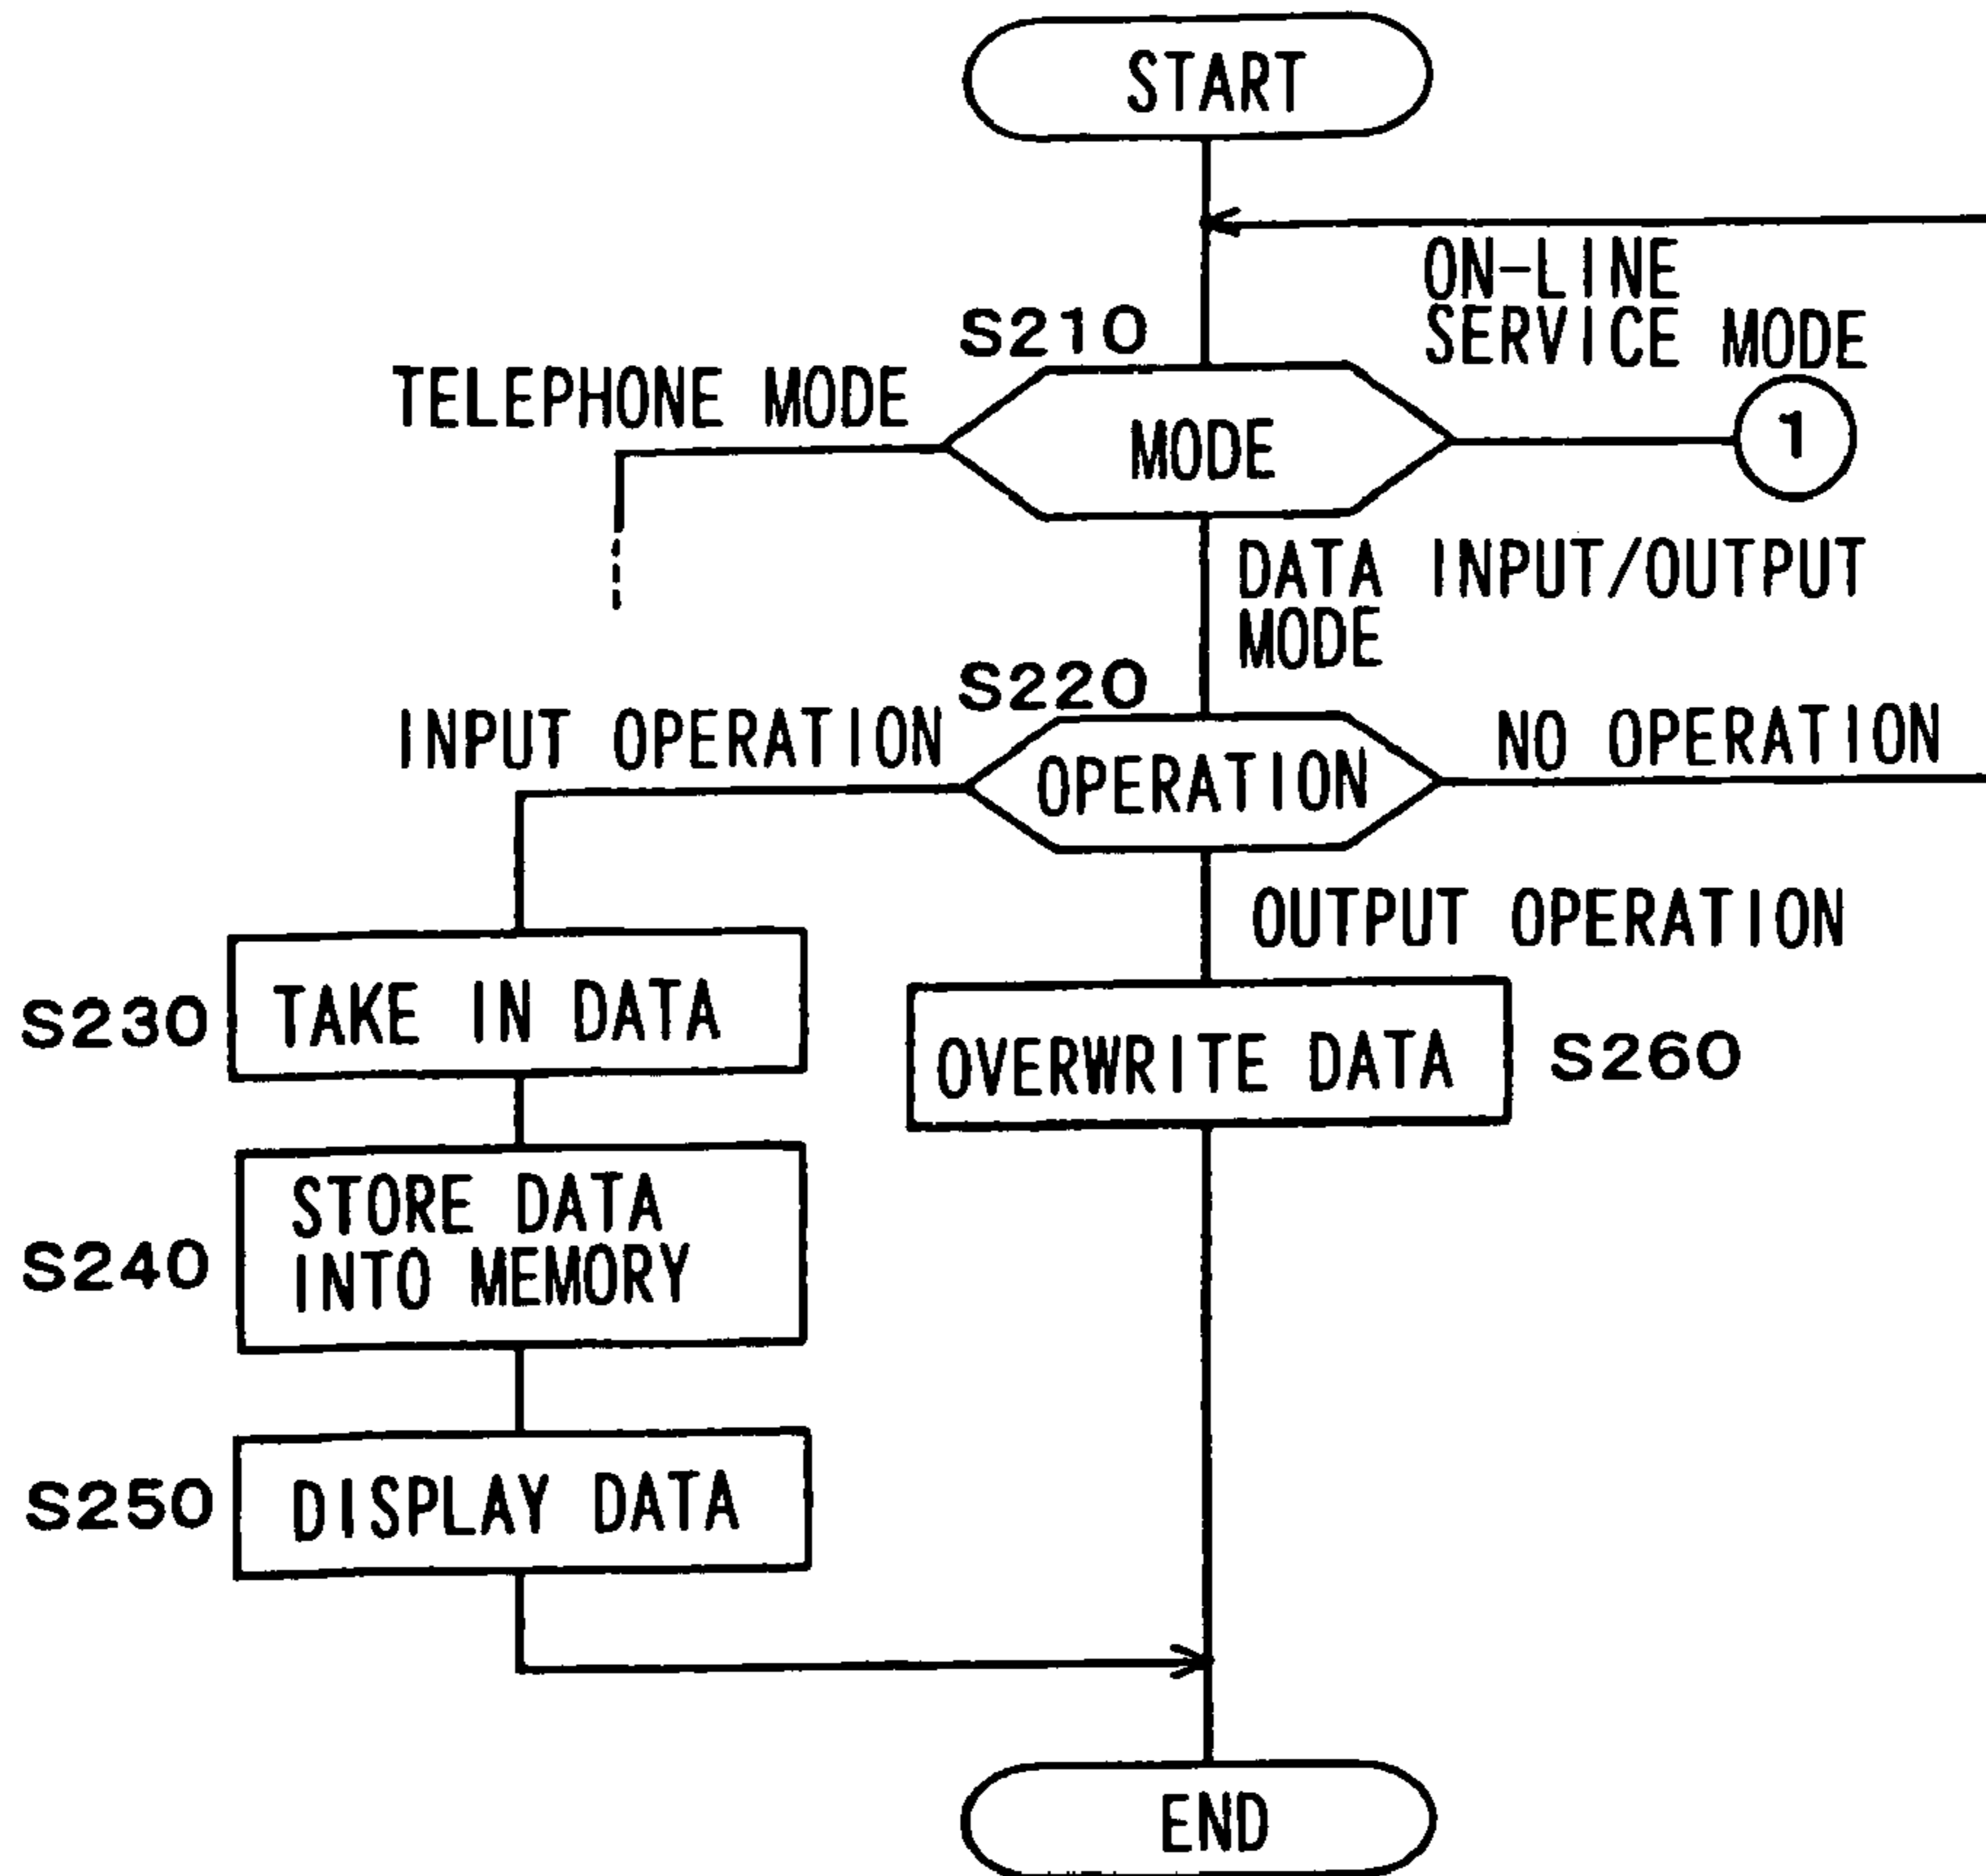 START
ON-LINE
SERVICE MODE
S210
TELEPHONE MODE
MODE
1
DATA INPUT/OUTPUT
MODE
S220
INPUT OPERATION
OPERATION
NO OPERATION
OUTPUT OPERATION
S230
TAKE IN DATA
OVERWRITE DATA
S260
STORE DATA
INTO MEMORY
S240
S250
DISPLAY DATA
END